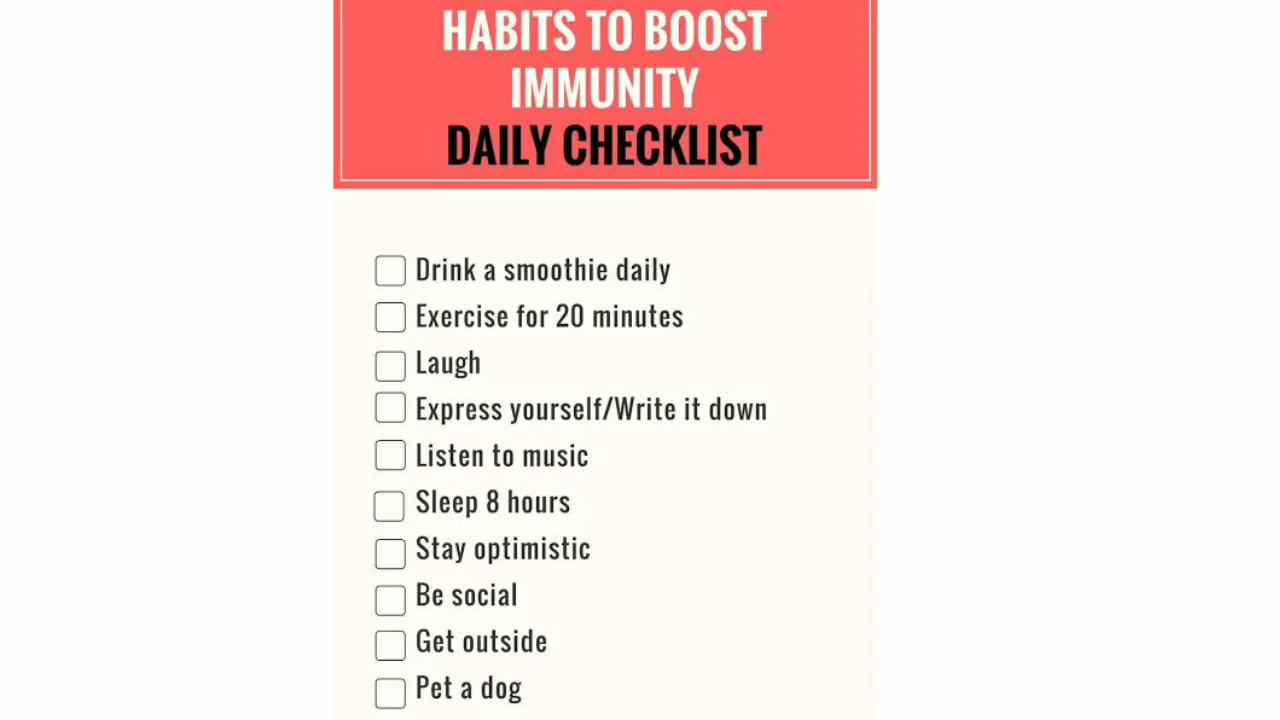 HABITS TO BOOST
IMMUNITY
DAILY CHECKLIST
Drink a smoothie daily
Exercise for 20 minutes
Laugh
Express yourself/Write it down
Listen to music
Sleep 8 hours
Stay optimistic
Be social
Get outside
Pet a dog